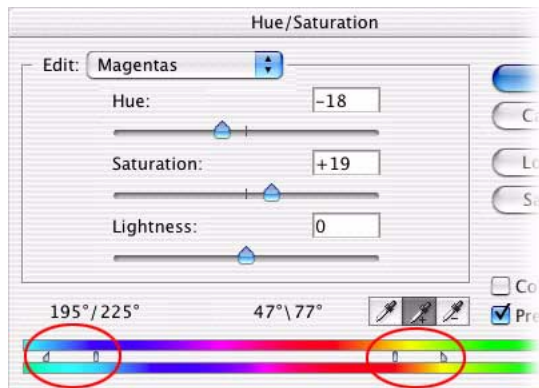 Hue/Saturation
Edit: Magentas
Hue: -18
Saturation: +19
Lightness: 0
195°/225° 47°\77°